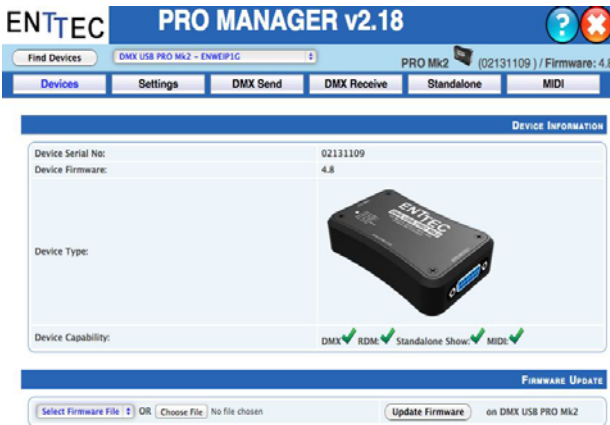 ENTTEC PRO MANAGER v2.18
Find Devices DMX USB PRO Mk2 - ENWEIP1G PRO Mk2 (02131109 ) / Firmware: 4.8
Devices Settings DMX Send DMX Receive Standalone MIDI
DEVICE INFORMATION
Device Serial No: 02131109
Device Firmware: 4.8
Device Type:
ENTTEC
Device Capability: DMX RDM: Standalone Show: MIDI:
FIRMWARE UPDATE
Select Firmware File OR Choose File No file chosen Update Firmware on DMX USB PRO Mk2